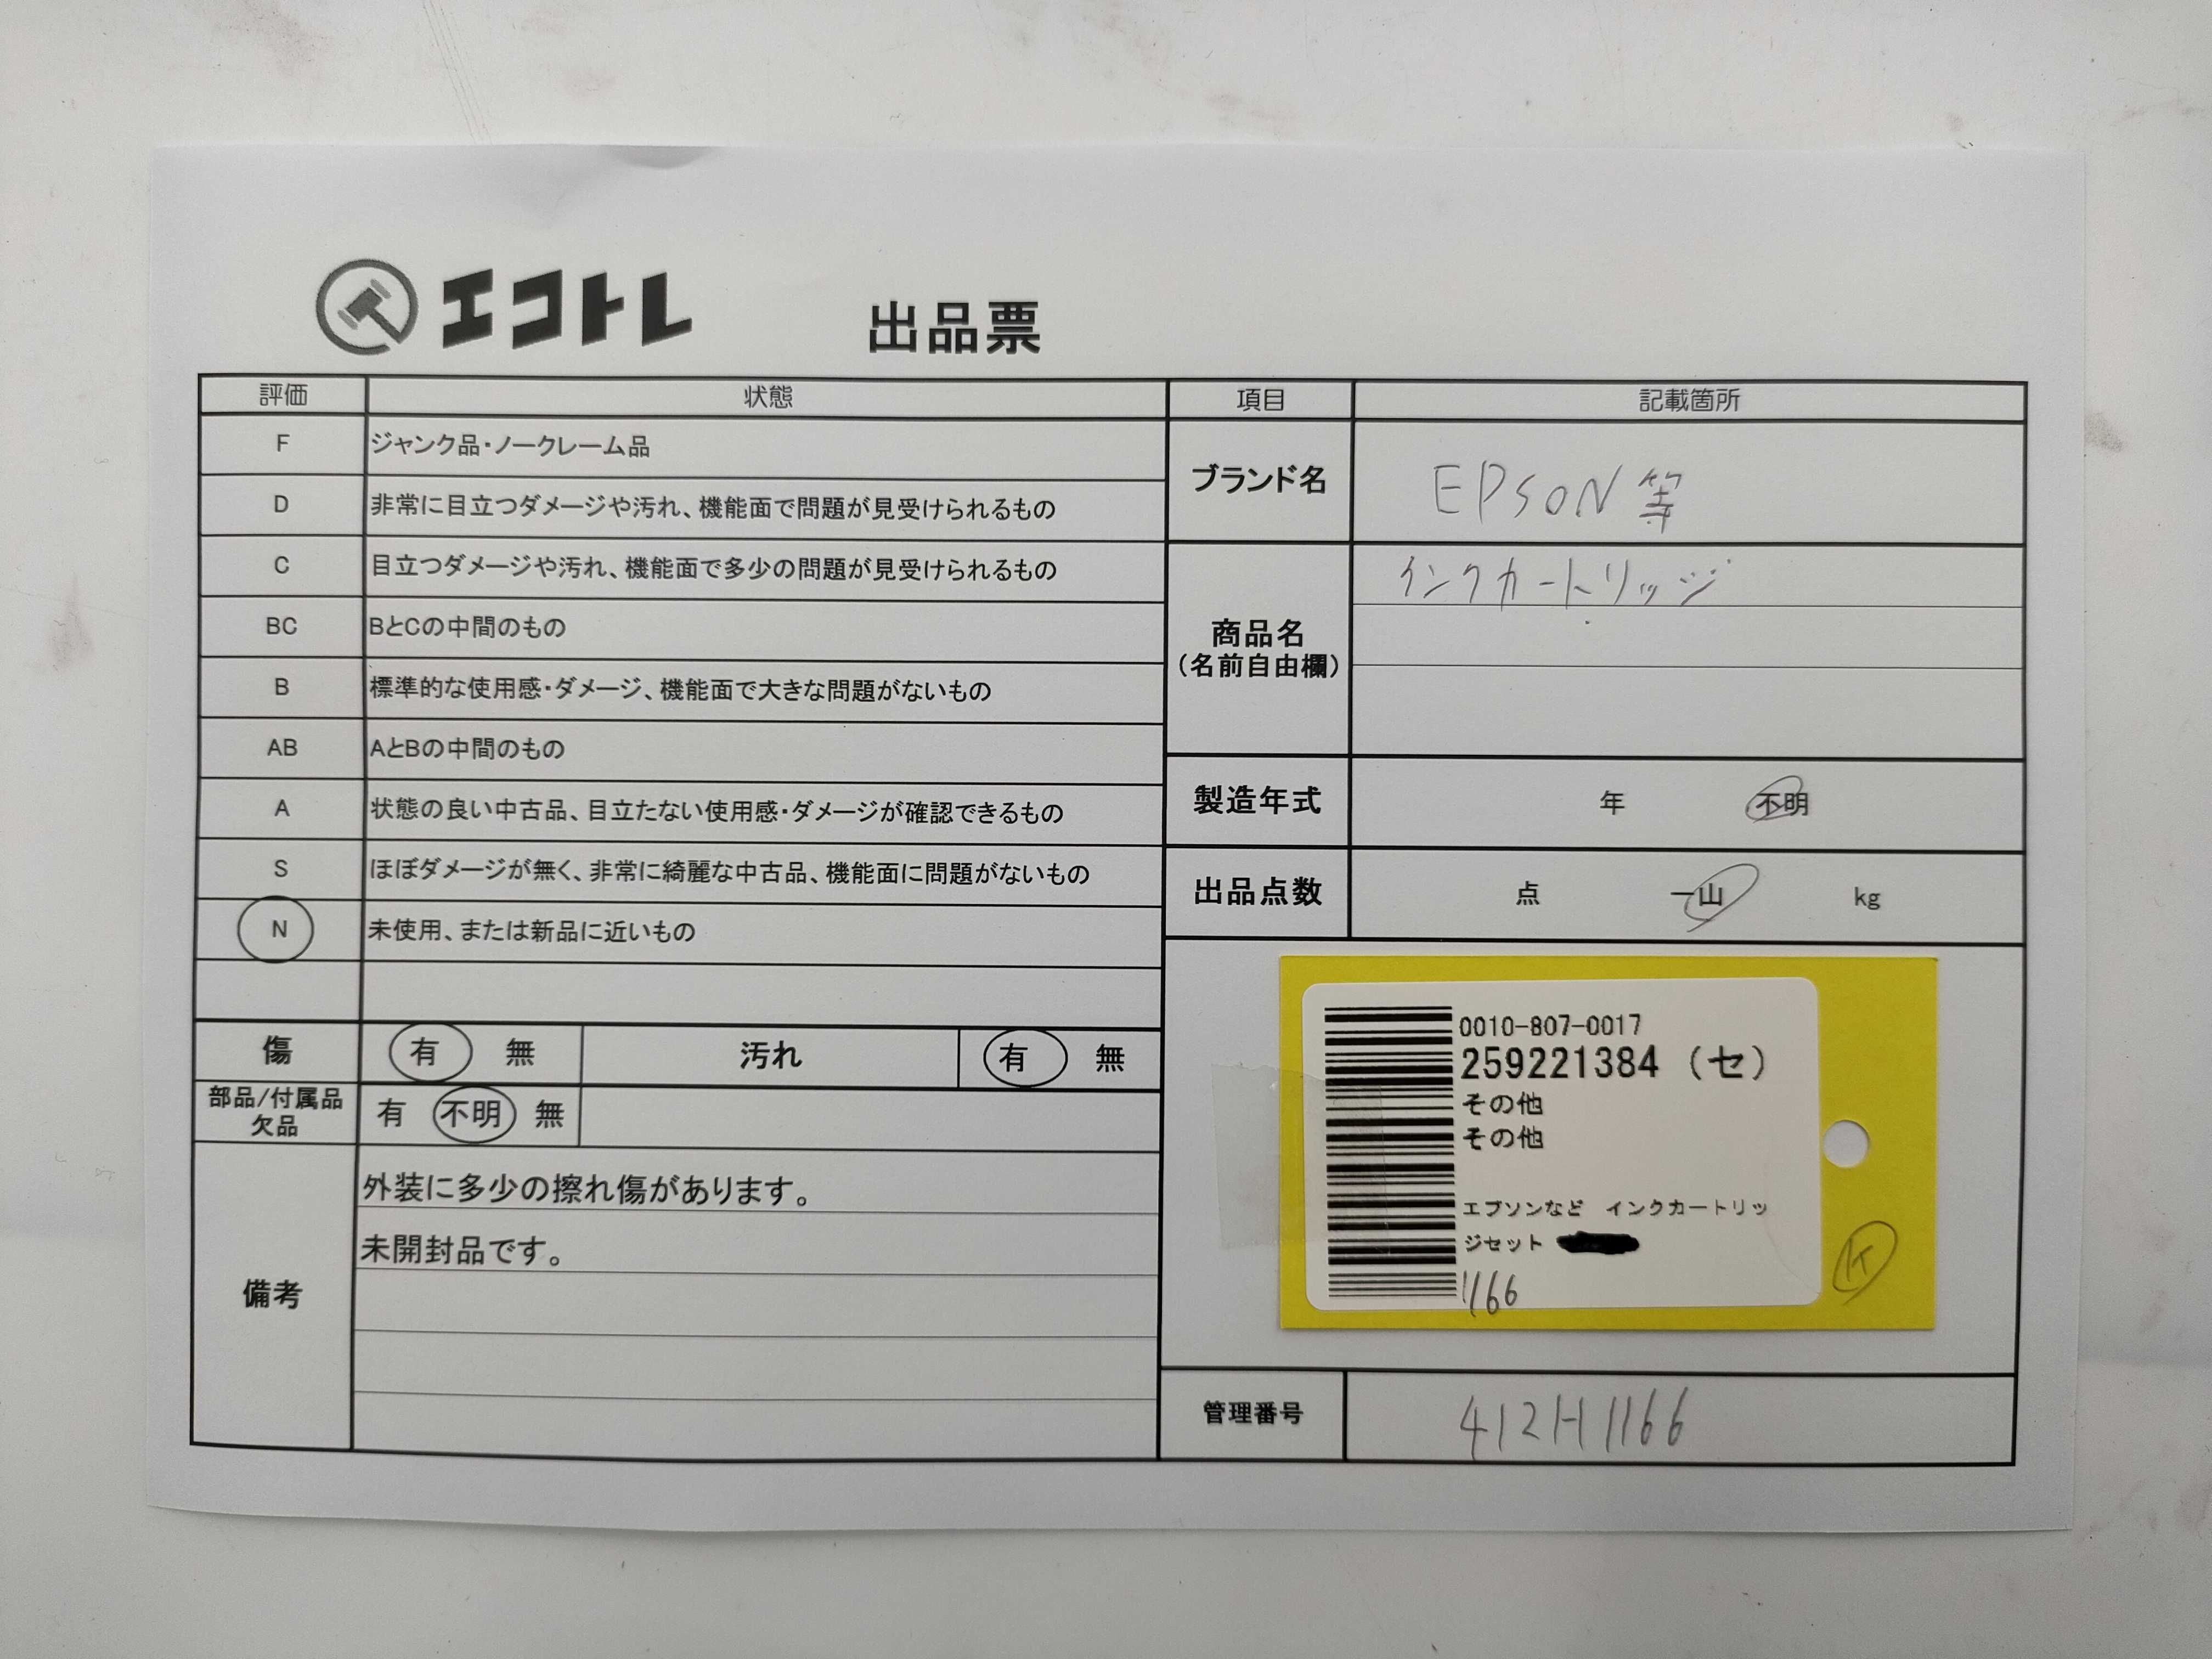 エコトレ 出品票
評価 状態
F ジャンク品・ノークレーム品
D 非常に目立つダメージや汚れ、機能面で問題が見受けられるもの
C 目立つダメージや汚れ、機能面で多少の問題が見受けられるもの
BC BとCの中間のもの
B 標準的な使用感・ダメージ、機能面で大きな問題がないもの
AB AとBの中間のもの
A 状態の良い中古品、目立たない使用感・ダメージが確認できるもの
S ほぼダメージが無く、非常に綺麗な中古品、機能面に問題がないもの
N 未使用、または新品に近いもの
傷 有 無 汚れ 有 無
部品/付属品
欠品
有 不明 無
備考
外装に多少の擦れ傷があります。
未開封品です。
項目 記載箇所
ブランド名 EPSON等
商品名
(名前自由欄)
インクカートリッジ
製造年式 年 不明
出品点数 点 一山 kg
0010-807-0017
259221384 (セ)
その他
その他
エプソンなど インクカートリッ
ジセット
1166
管理番号 412H1166